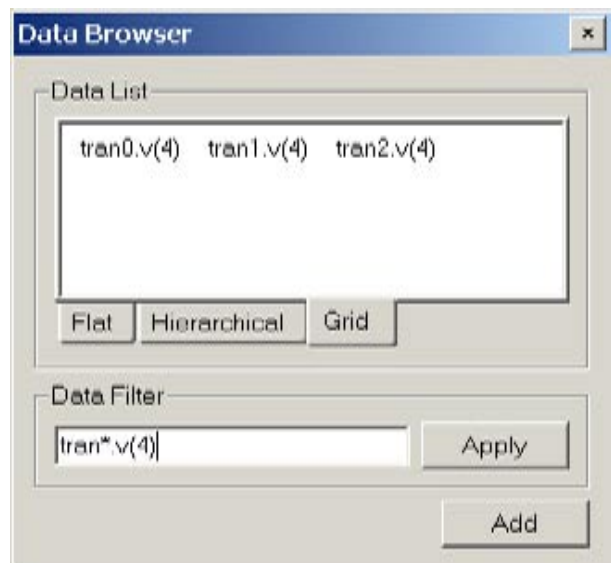 Data Browser
Data List
tran0.v(4) tran1.v(4) tran2.v(4)
Flat Hierarchical Grid
Data Filter
tran*.v(4) Apply
Add